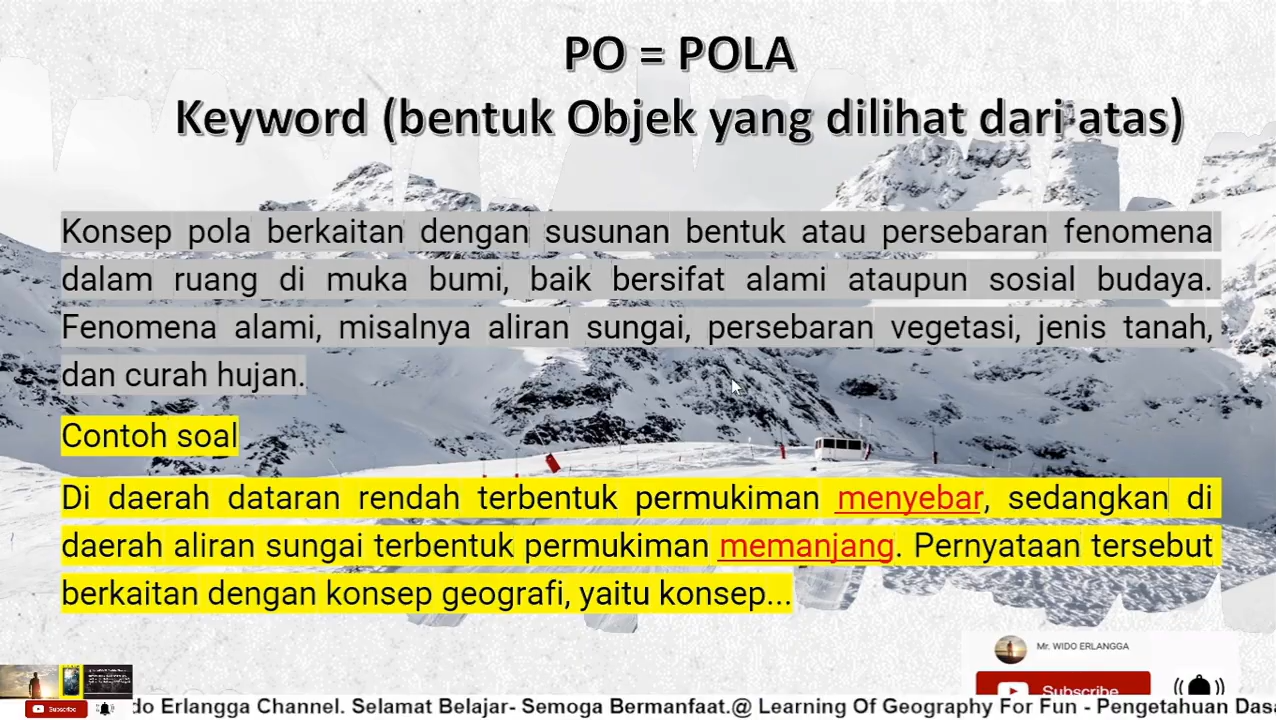 PO = POLA
Keyword (bentuk Objek yang dilihat dari atas)
Konsep pola berkaitan dengan susunan bentuk atau persebaran fenomena
dalam ruang di muka bumi, baik bersifat alami ataupun sosial budaya.
Fenomena alami, misalnya aliran sungai, persebaran vegetasi, jenis tanah,
dan curah hujan.
Contoh soal
Di daerah dataran rendah terbentuk permukiman menyebar, sedangkan di
daerah aliran sungai terbentuk permukiman memanjang. Pernyataan tersebut
berkaitan dengan konsep geografi, yaitu konsep...
Mr. WIDO ERLANGGA
Subscribe
Subscribe
do Erlangga Channel. Selamat Belajar- Semoga Bermanfaat.@ Learning Of Geography For Fun - Pengetahuan Das